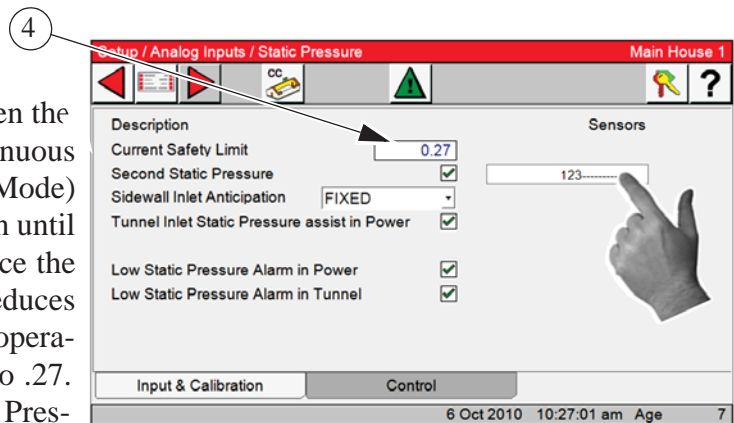 4
Setup / Analog Inputs / Static Pressure Main House 1
CC
?
en the
nuous
Mode)
n until
ce the
educes
opera-
o .27.
Pres-
Description Sensors
Current Safety Limit 0.27
Second Static Pressure 123---------
Sidewall Inlet Anticipation FIXED
Tunnel Inlet Static Pressure assist in Power
Low Static Pressure Alarm in Power
Low Static Pressure Alarm in Tunnel
Input & Calibration Control
6 Oct 2010 10:27:01 am Age 7